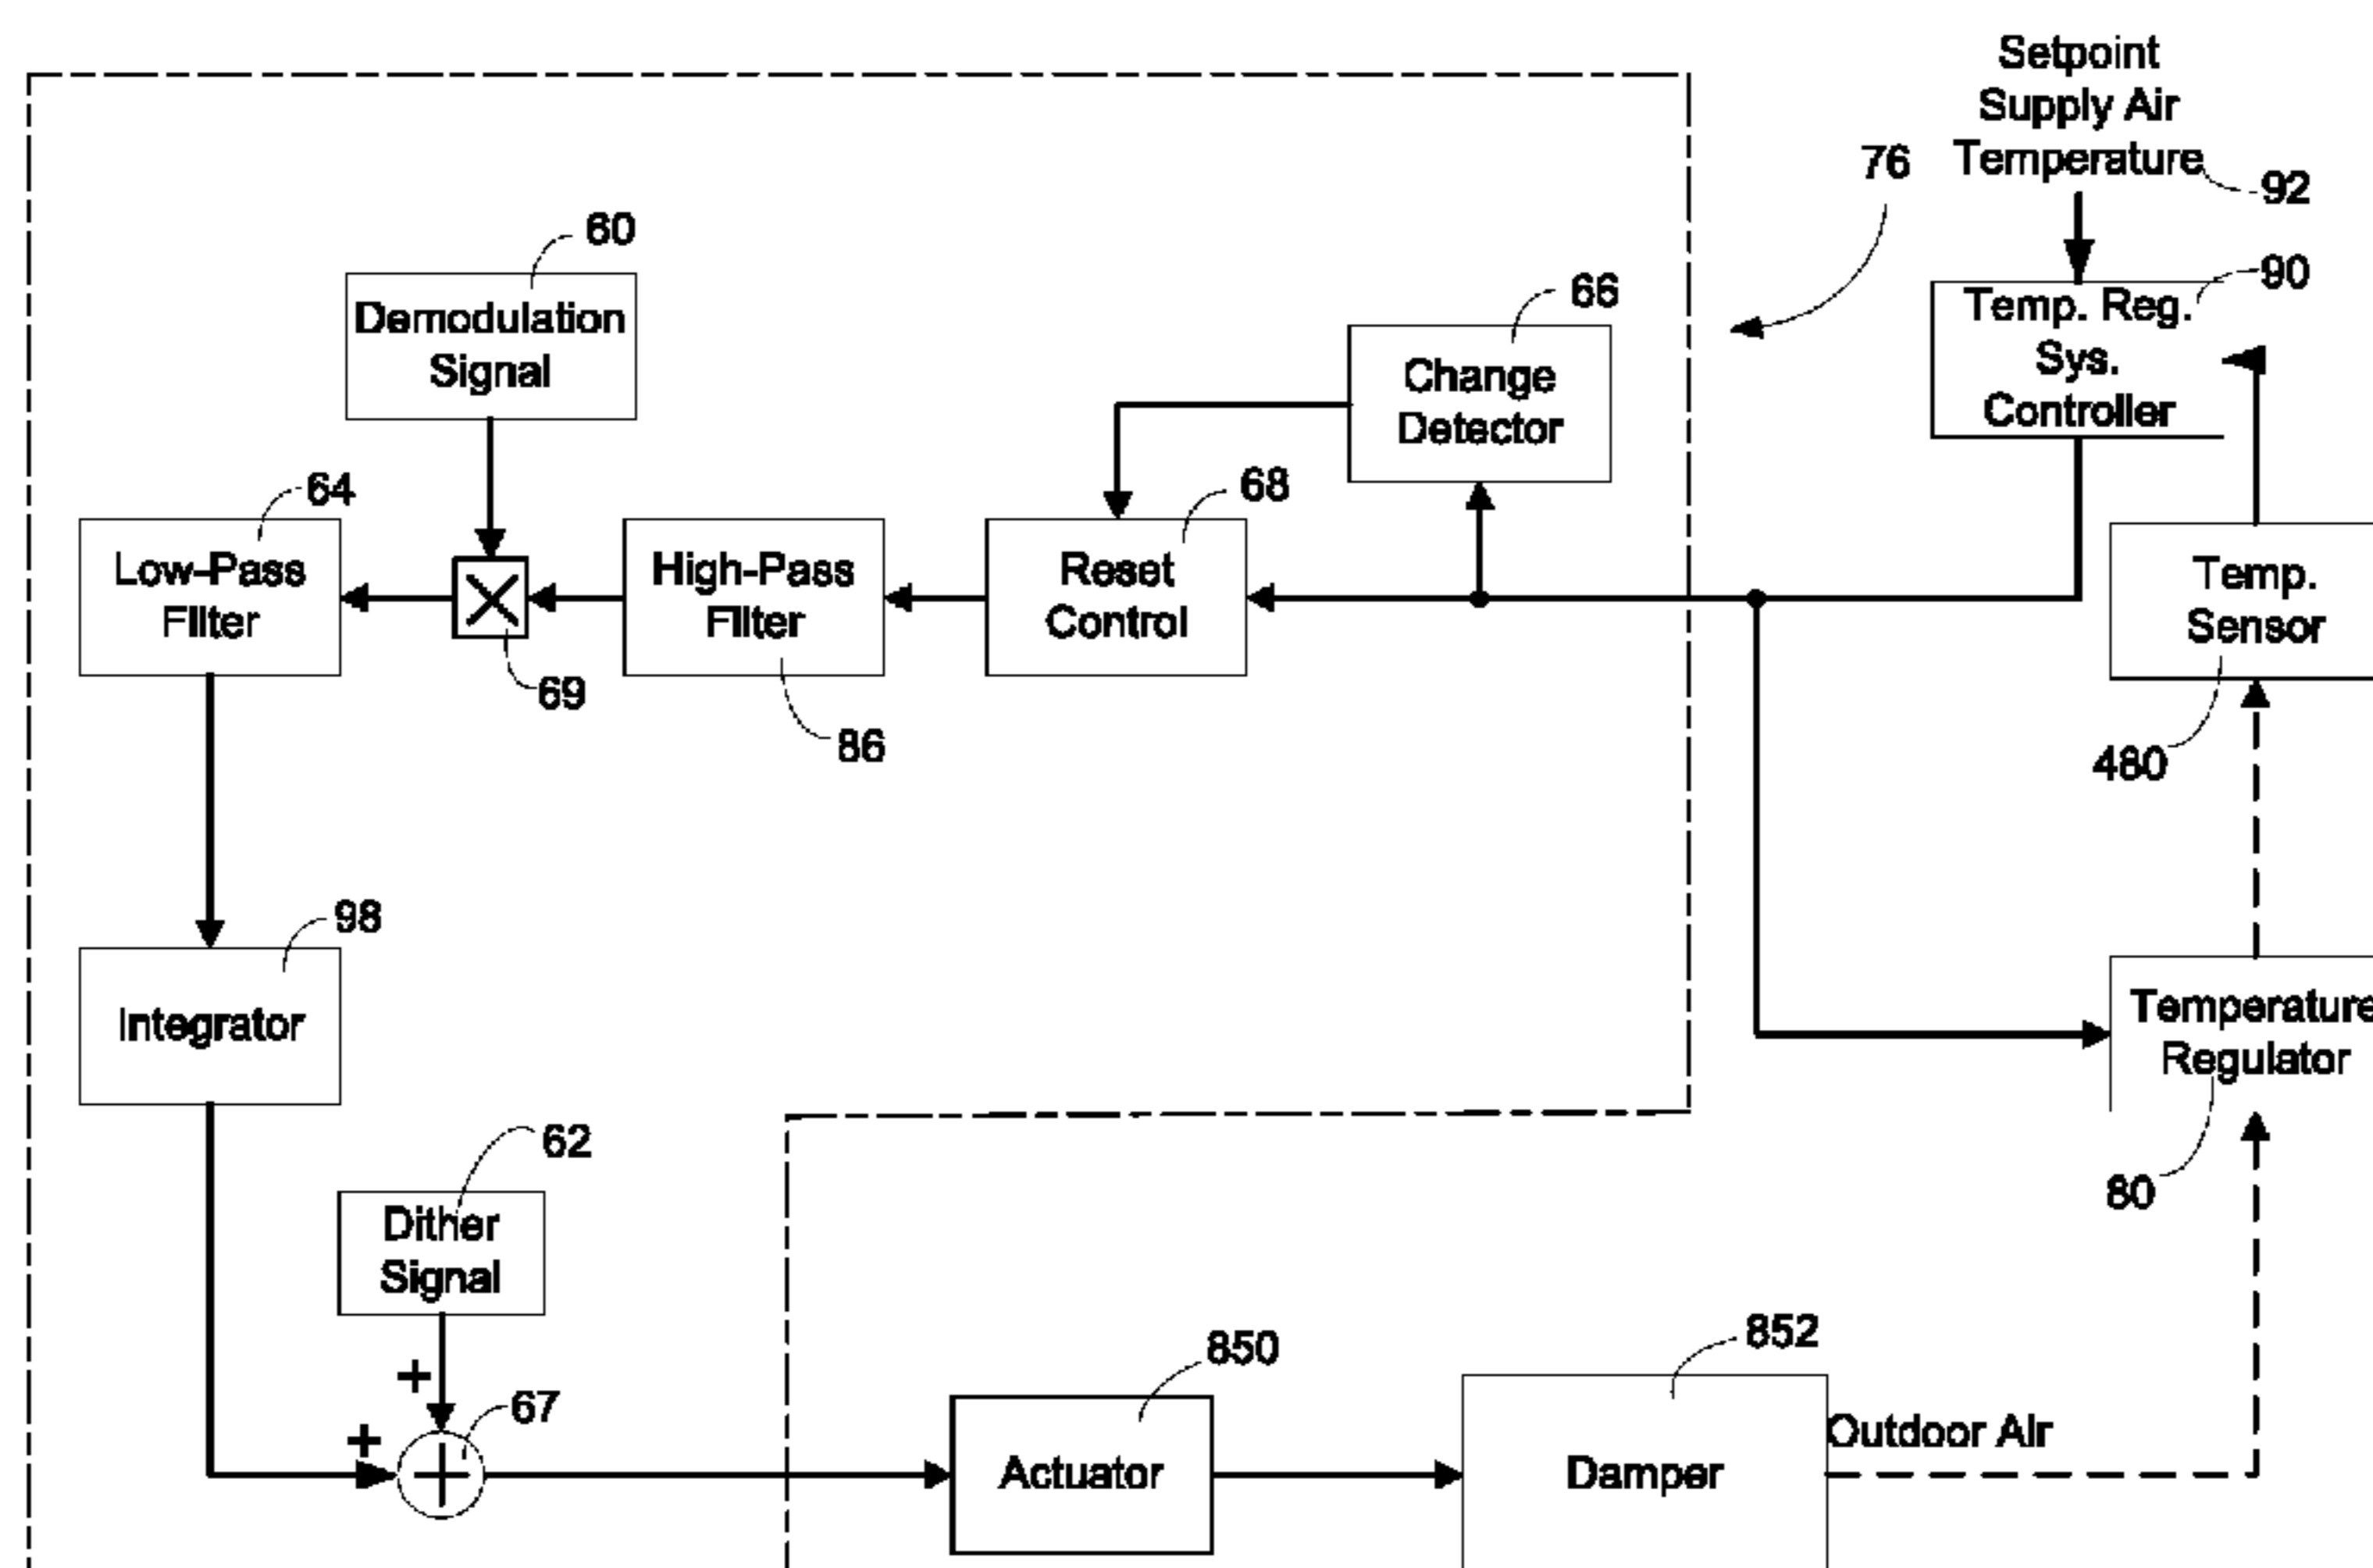 Setpoint
Supply Air
Temperature
92
76
60
Demodulation
Signal
66
Change
Detector
90
Temp. Reg.
Sys.
Controller
64
Low-Pass
Filter
69
High-Pass
Filter
86
68
Reset
Control
Temp.
Sensor
480
98
Integrator
Temperature
Regulator
80
62
Dither
Signal
+
+
67
850
Actuator
852
Damper
Outdoor Air